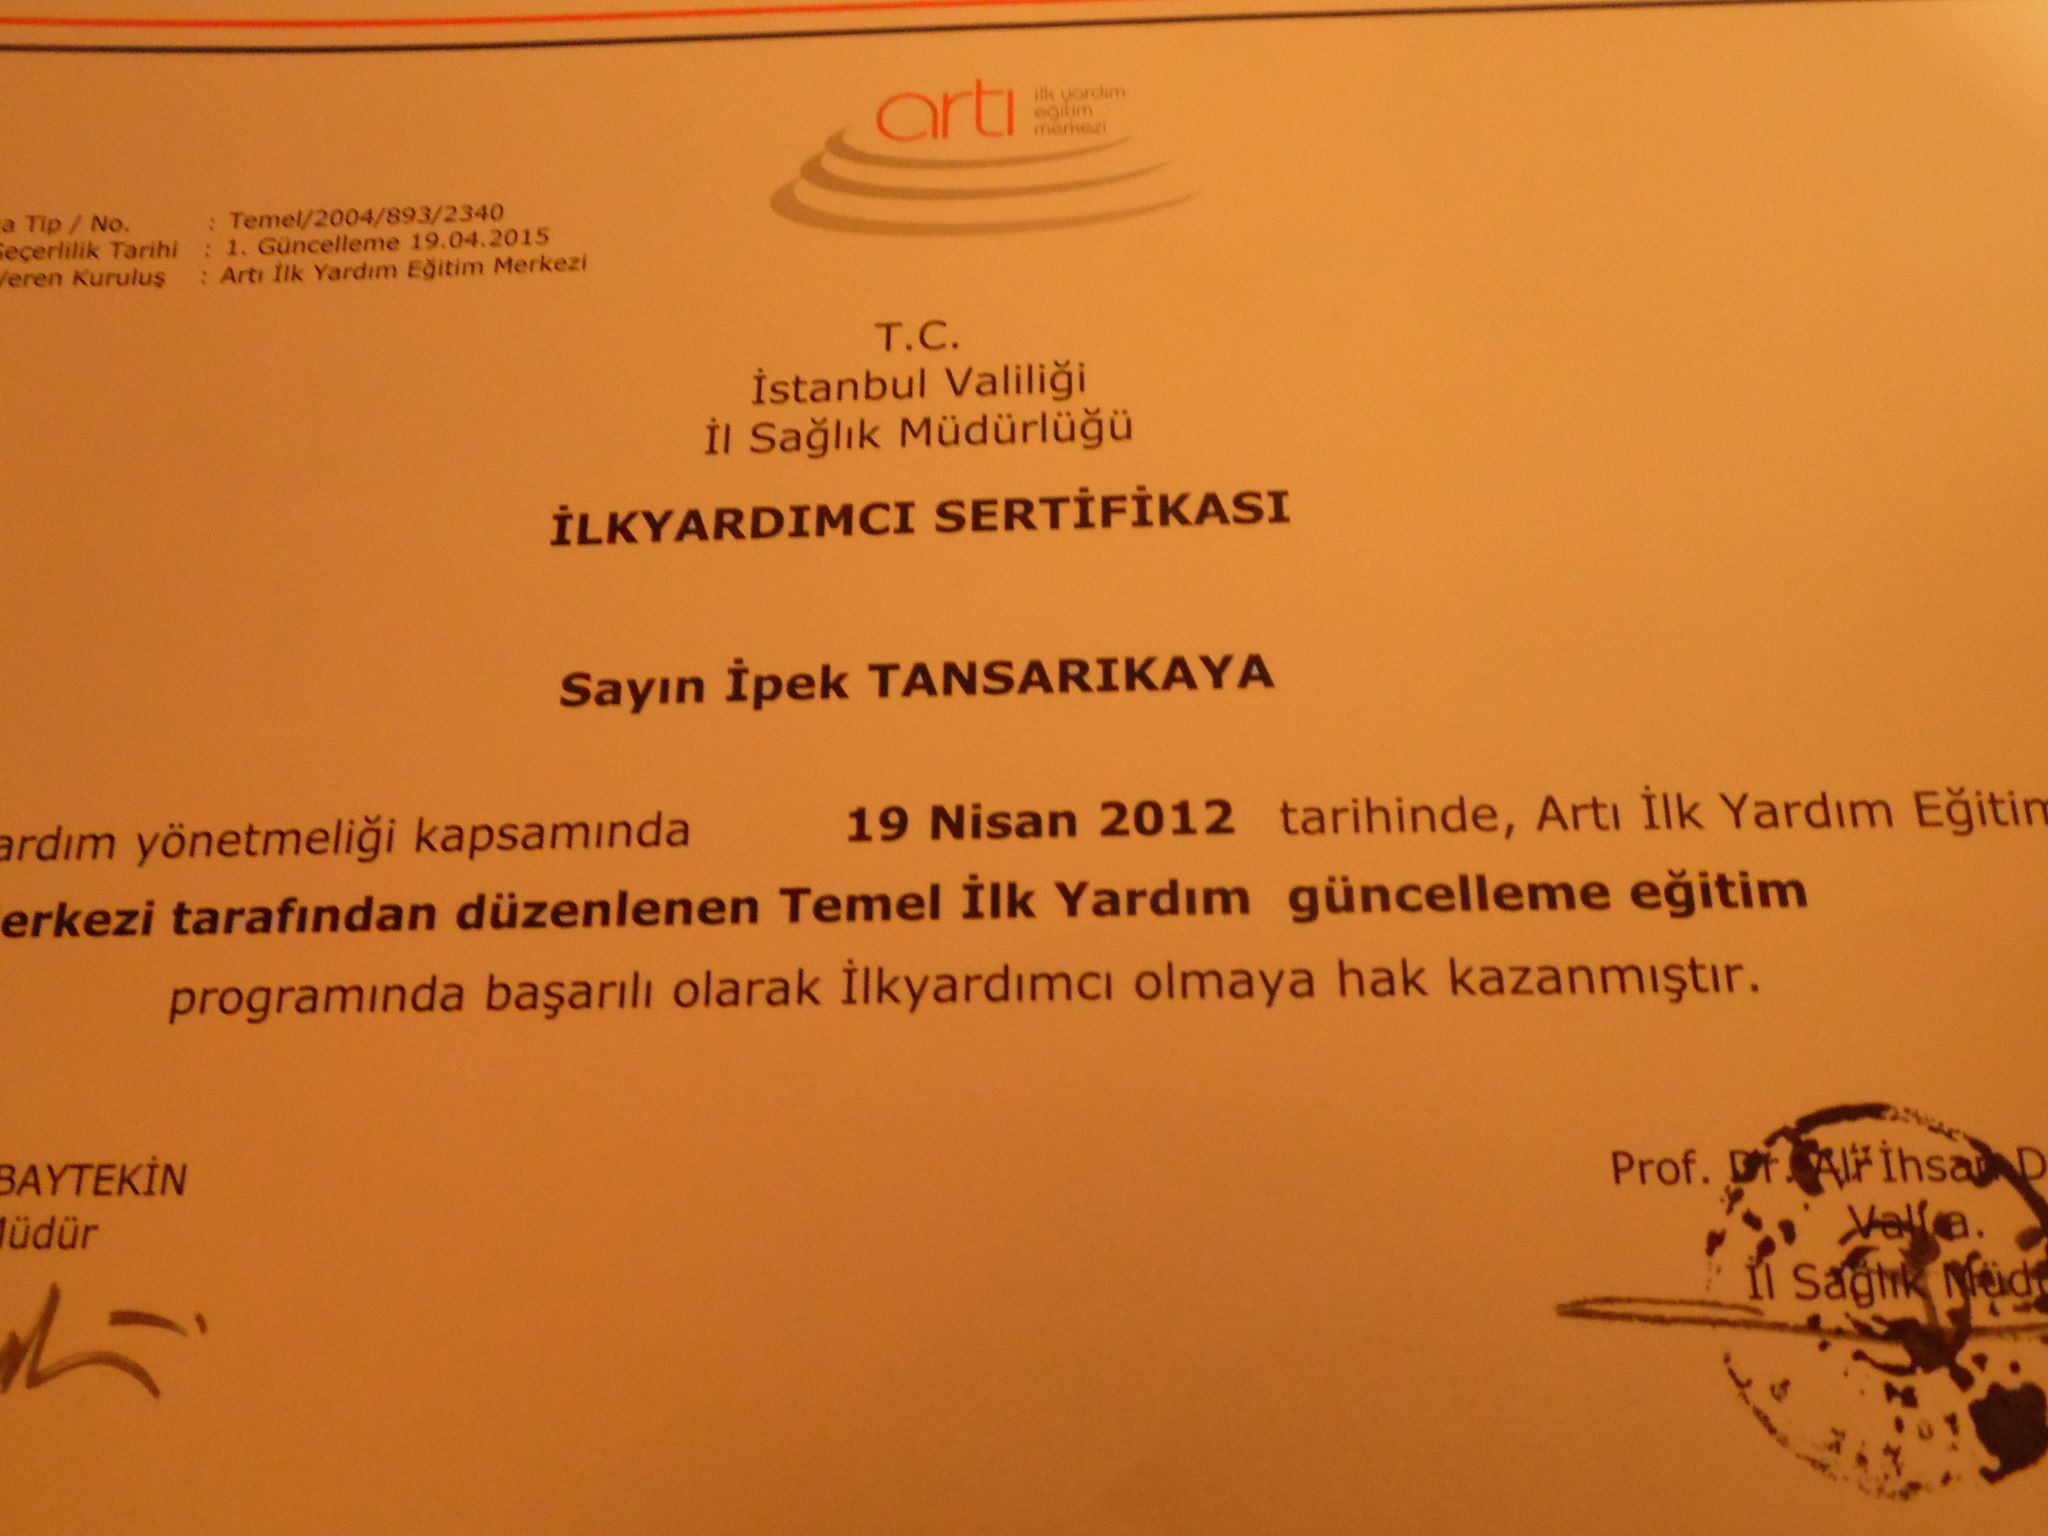 artı ilk yardım
eğitim
merkezi
a Tip / No. : Temel/2004/893/2340
Geçerlilik Tarihi : 1. Güncelleme 19.04.2015
Veren Kuruluş : Artı İlk Yardım Eğitim Merkezi
T.C.
İstanbul Valiliği
İl Sağlık Müdürlüğü
İLKYARDIMCI SERTİFİKASI
Sayın İpek TANSARIKAYA
ardım yönetmeliği kapsamında 19 Nisan 2012 tarihinde, Artı İlk Yardım Eğitim
erkezi tarafından düzenlenen Temel İlk Yardım güncelleme eğitim
programında başarılı olarak İlkyardımcı olmaya hak kazanmıştır.
BAYTEKİN
Müdür
Prof. Dr. Ali İhsan D
Vali a.
İl Sağlık Müdü